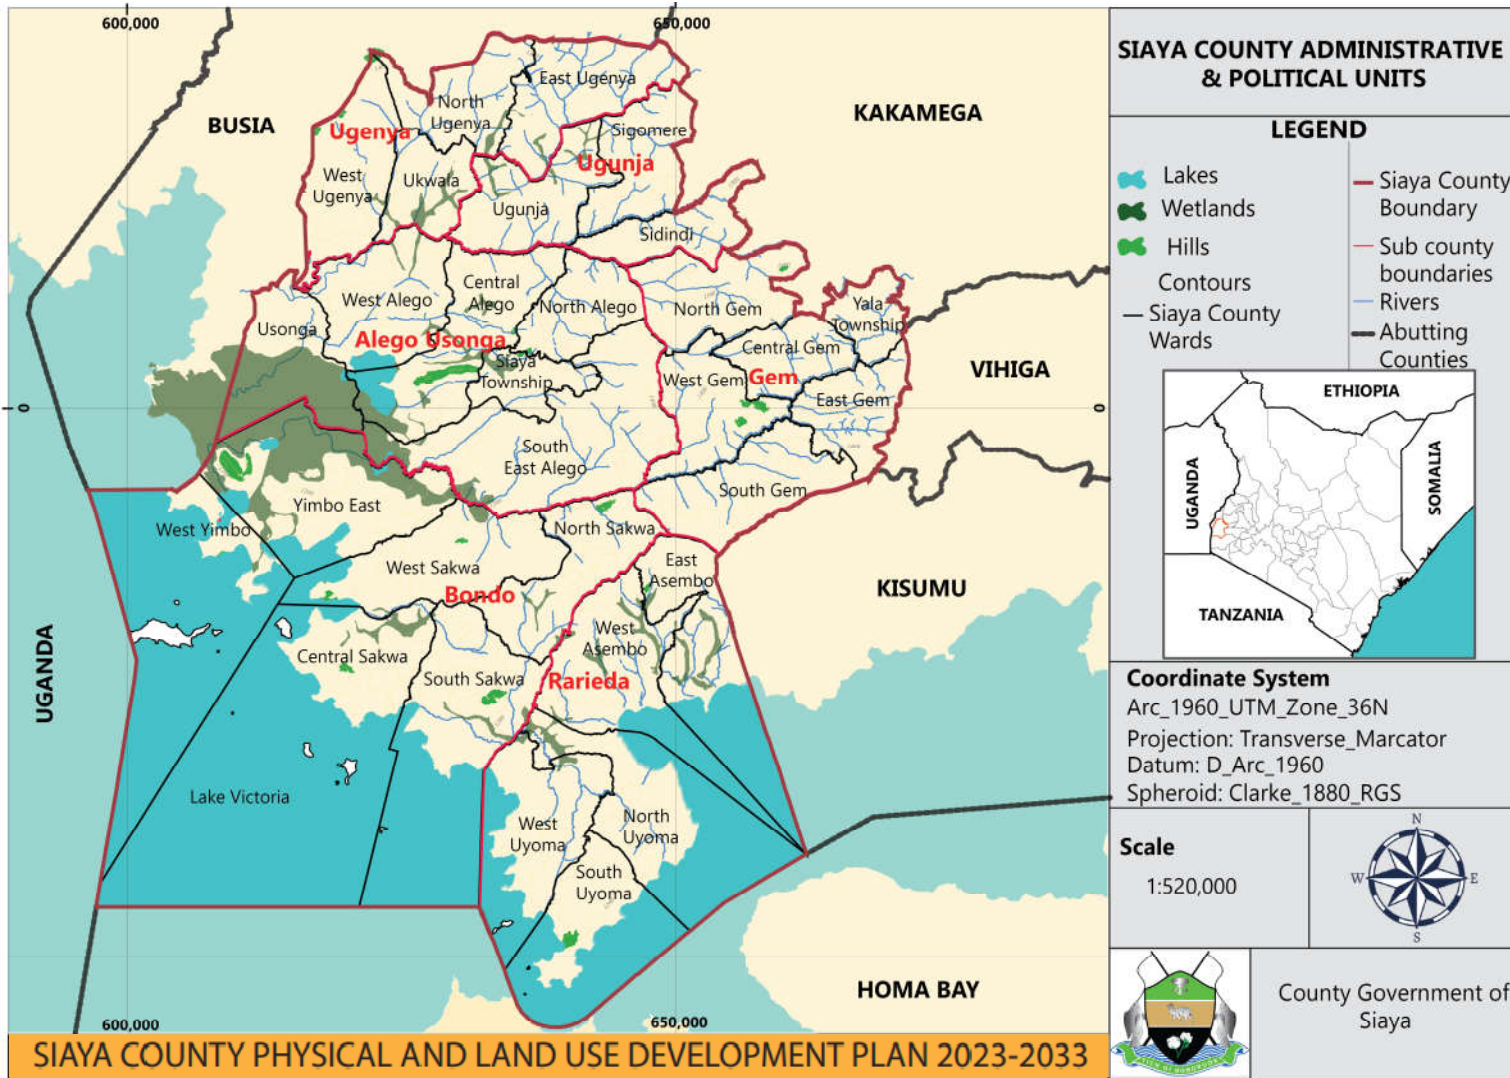 600,000
650,000
BUSIA
KAKAMEGA
East Ugenya
North
Ugenya
Ugenya
Sigomere
Ugunja
West
Ugenya
Ukwala
Ugunja
Sidindi
West Alego
Central
Alego
North Alego
North Gem
Yala
Township
Usonga
Alego Usonga
Siaya
Township
Central Gem
West Gem
Gem
East Gem
VIHIGA
0
0
South
East Alego
South Gem
Yimbo East
West Yimbo
North Sakwa
West Sakwa
East
Asembo
Bondo
KISUMU
West
Asembo
Central Sakwa
South Sakwa
Rarieda
UGANDA
Lake Victoria
West
Uyoma
North
Uyoma
South
Uyoma
HOMA BAY
600,000
650,000
SIAYA COUNTY PHYSICAL AND LAND USE DEVELOPMENT PLAN 2023-2033
SIAYA COUNTY ADMINISTRATIVE
& POLITICAL UNITS
LEGEND
Lakes
Wetlands
Hills
Contours
Siaya County
Wards
Siaya County
Boundary
Sub county
boundaries
Rivers
Abutting
Counties
ETHIOPIA
UGANDA
SOMALIA
TANZANIA
Coordinate System
Arc_1960_UTM_Zone_36N
Projection: Transverse_Marcator
Datum: D_Arc_1960
Spheroid: Clarke_1880_RGS
Scale
1:520,000
N
W
E
S
County Government of
Siaya